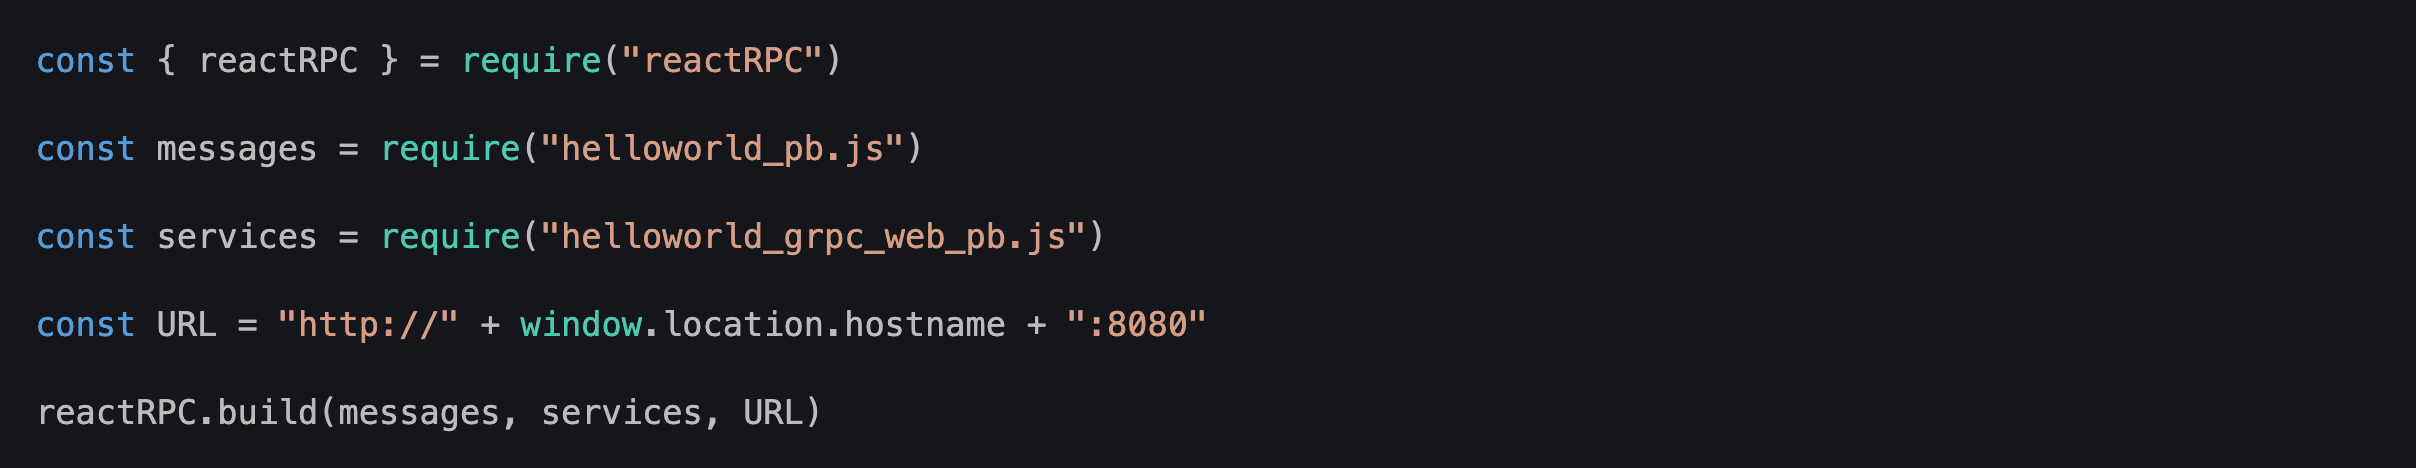 const { reactRPC } = require("reactRPC")
const messages = require("helloworld_pb.js")
const services = require("helloworld_grpc_web_pb.js")
const URL = "http://" + window.location.hostname + ":8080"
reactRPC.build(messages, services, URL)